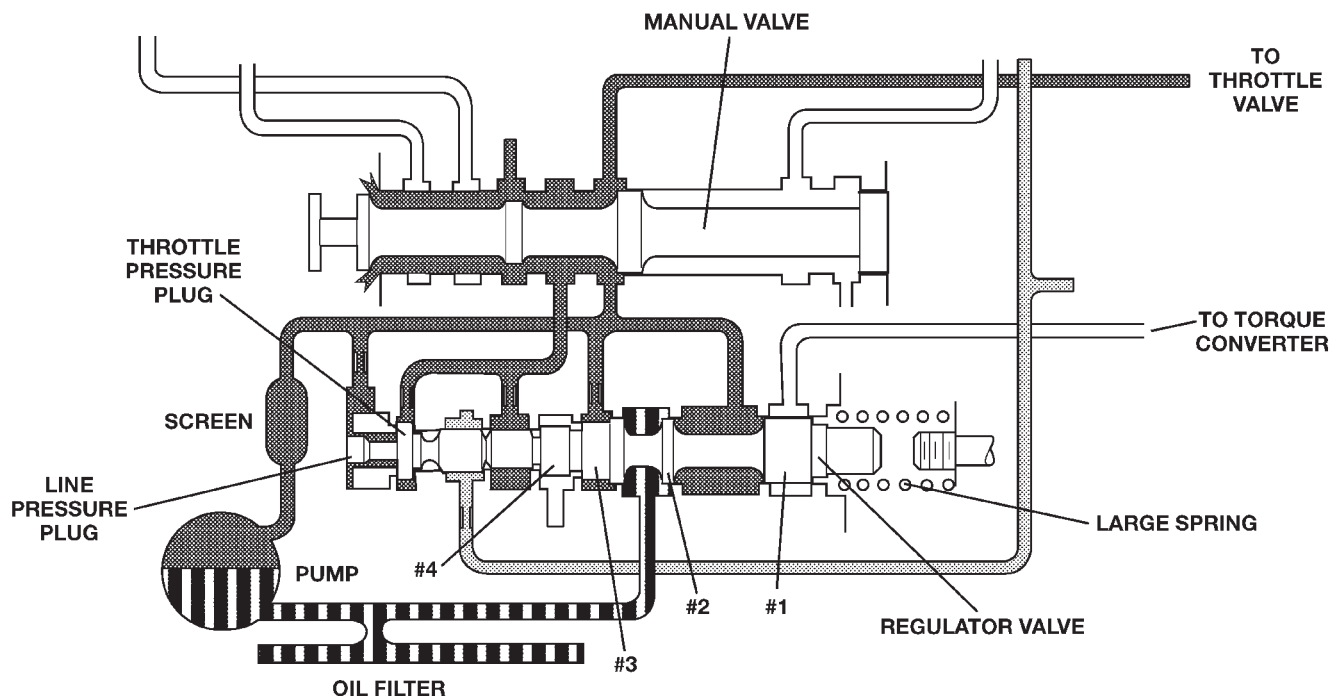 MANUAL VALVE
TO
THROTTLE
VALVE
THROTTLE
PRESSURE
PLUG
TO TORQUE
CONVERTER
SCREEN
LINE
PRESSURE
PLUG
LARGE SPRING
#4
PUMP
#2
#1
REGULATOR VALVE
#3
OIL FILTER